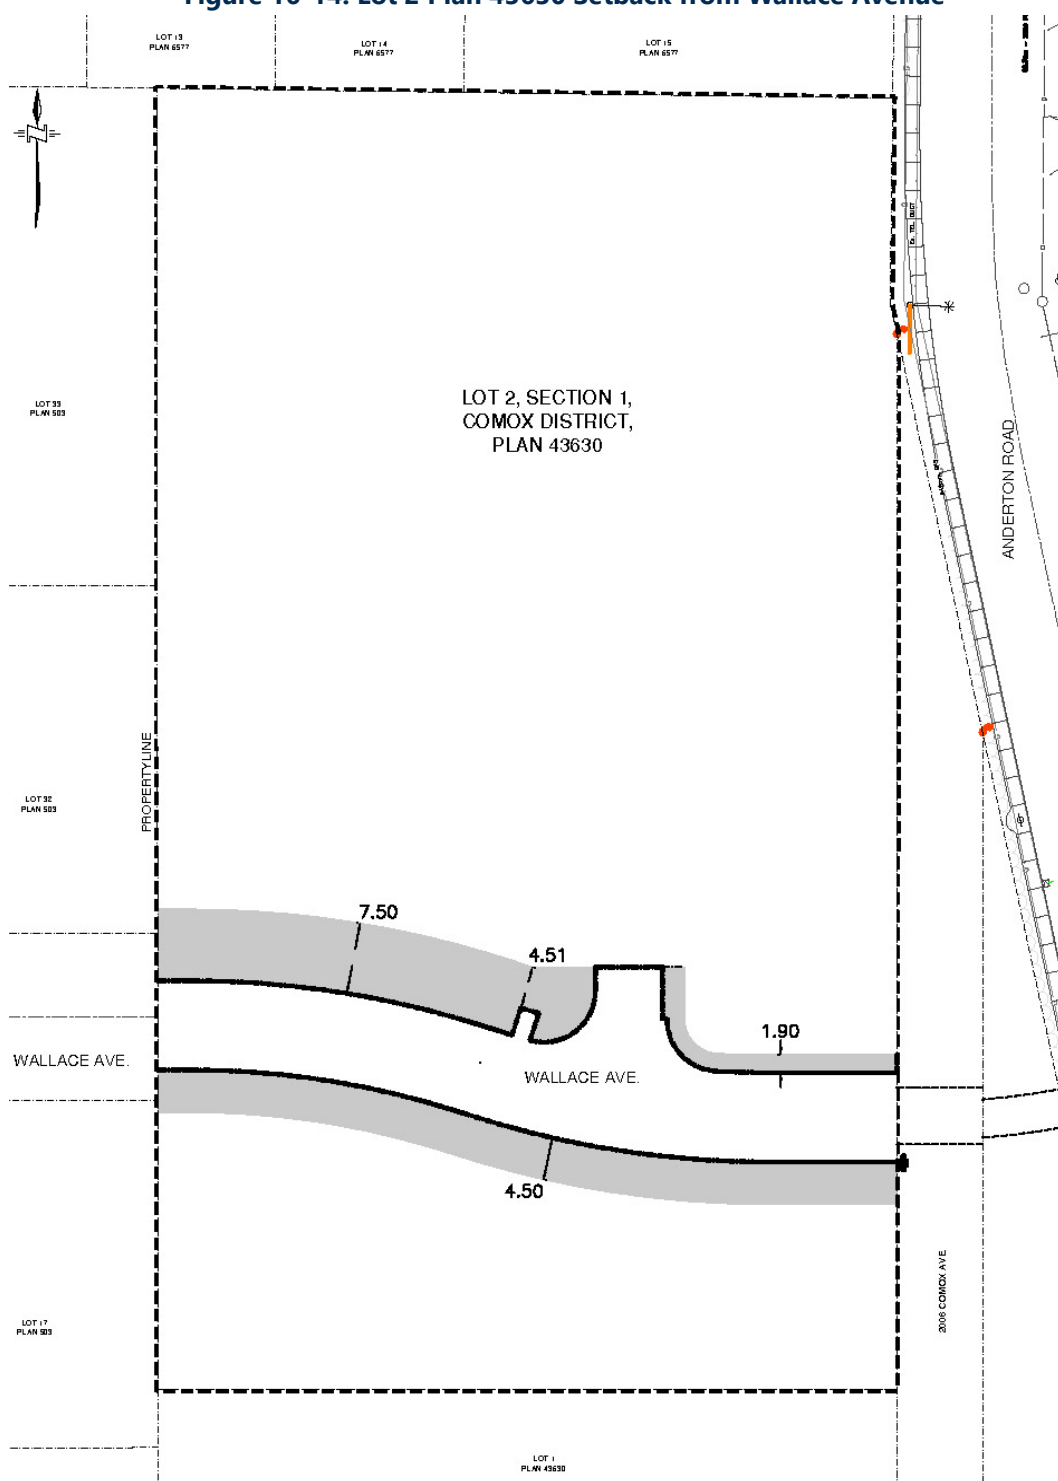 Figure 16-14: Lot 2 Plan 43630 Setback from Wallace Avenue
LOT 13
PLAN 6577
LOT 14
PLAN 6577
LOT 15
PLAN 6577
LOT 33
PLAN 503
LOT 2, SECTION 1,
COMOX DISTRICT,
PLAN 43630
ANDERTON ROAD
PROPERTY LINE
LOT 32
PLAN 503
7.50
4.51
1.90
WALLACE AVE.
WALLACE AVE.
4.50
2006 COMOX AVE
LOT 17
PLAN 503
LOT 1
PLAN 43630